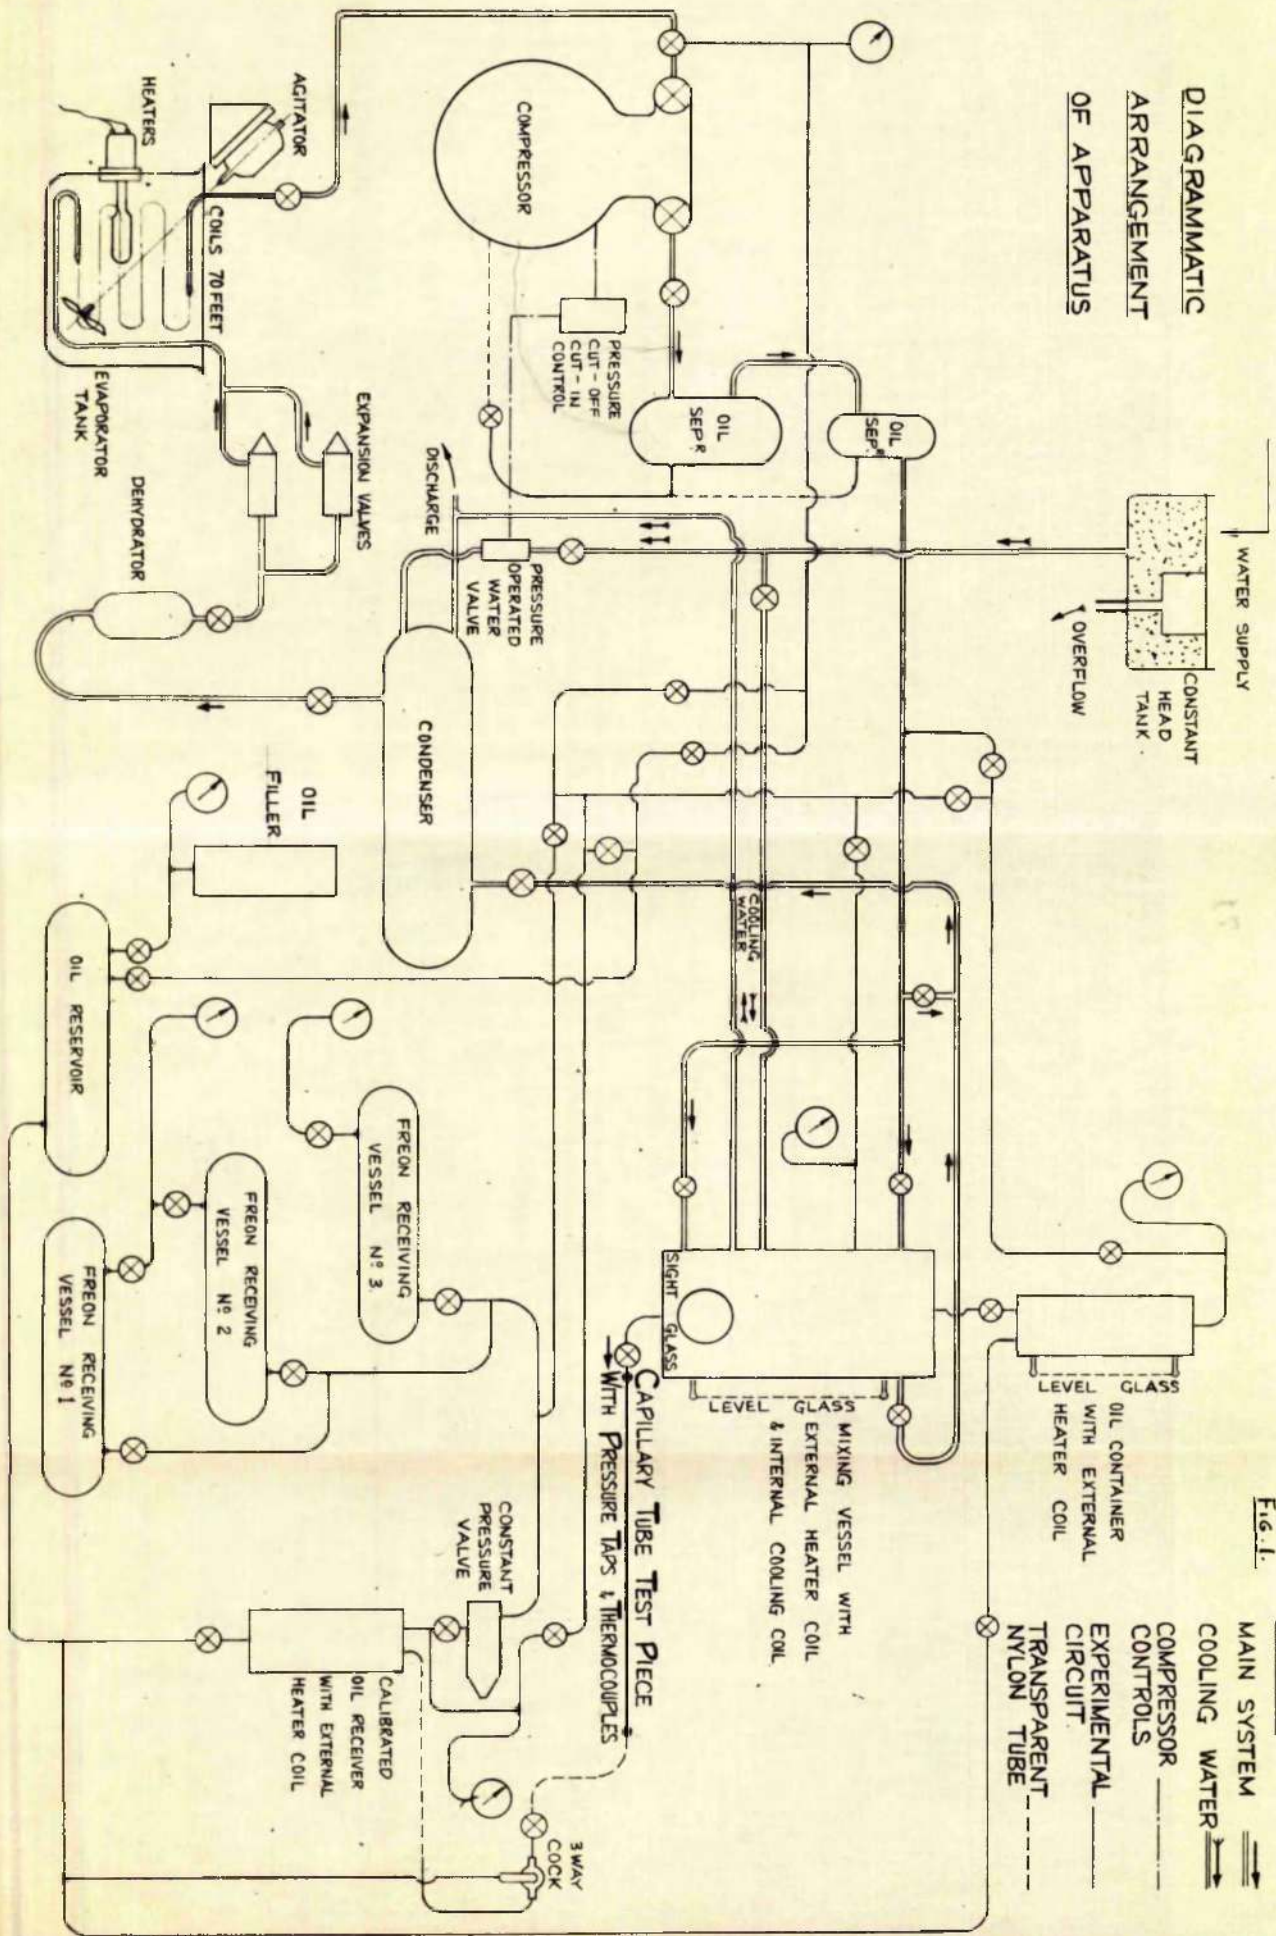 DIAGRAMMATIC
ARRANGEMENT
OF APPARATUS
FIG. 1.
MAIN SYSTEM
COOLING WATER
COMPRESSOR
CONTROLS
EXPERIMENTAL
CIRCUIT.
TRANSPARENT
NYLON TUBE
WATER SUPPLY
CONSTANT
HEAD
TANK.
OVERFLOW
COMPRESSOR
PRESSURE
CUT-OFF
CUT-IN
CONTROL
OIL
SEPR
OIL
SEPR
AGITATOR
HEATERS
COILS 70 FEET
EVAPORATOR
TANK
EXPANSION VALVES
DEHYDRATOR
DISCHARGE
PRESSURE
OPERATED
WATER
VALVE
CONDENSER
COOLING
WATER
OIL
FILLER
OIL RESERVOIR
FREON RECEIVING
VESSEL Nº 3.
FREON RECEIVING
VESSEL Nº 2
FREON RECEIVING
VESSEL Nº 1
SIGHT GLASS
LEVEL GLASS
MIXING VESSEL WITH
EXTERNAL HEATER COIL
& INTERNAL COOLING COIL
LEVEL GLASS
OIL CONTAINER
WITH EXTERNAL
HEATER COIL
CAPILLARY TUBE TEST PIECE
WITH PRESSURE TAPS & THERMOCOUPLES
CONSTANT
PRESSURE
VALVE
CALIBRATED
OIL RECEIVER
WITH EXTERNAL
HEATER COIL
3 WAY
COCK